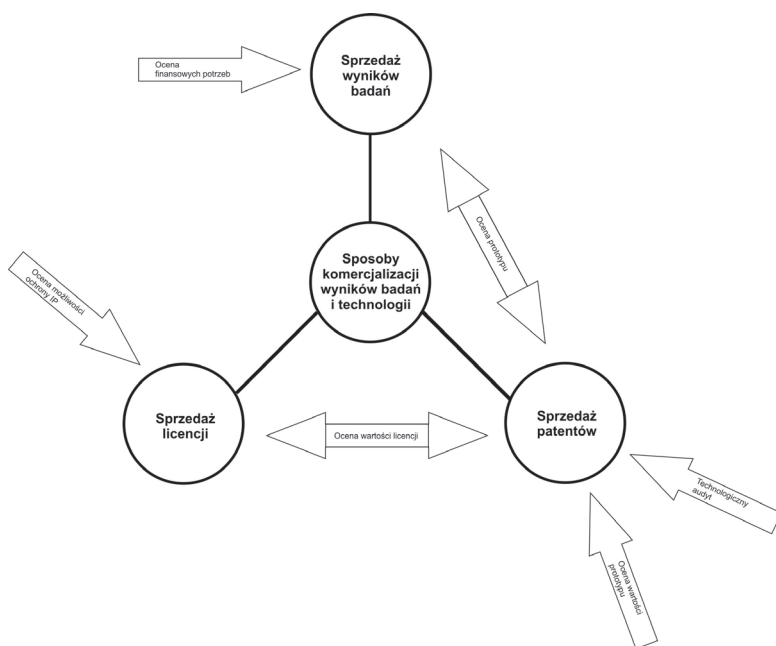 Sprzedaż
wyników
badań
Ocena
finansowych potrzeb
Ocena prototypu
Sposoby
komercjalizacji
wyników badań
i technologii
Ocena możliwości
ochrony IP
Sprzedaż
licencji
Ocena wartości licencji
Sprzedaż
patentów
Technologiczny
audyt
Ocena wartości
prototypu